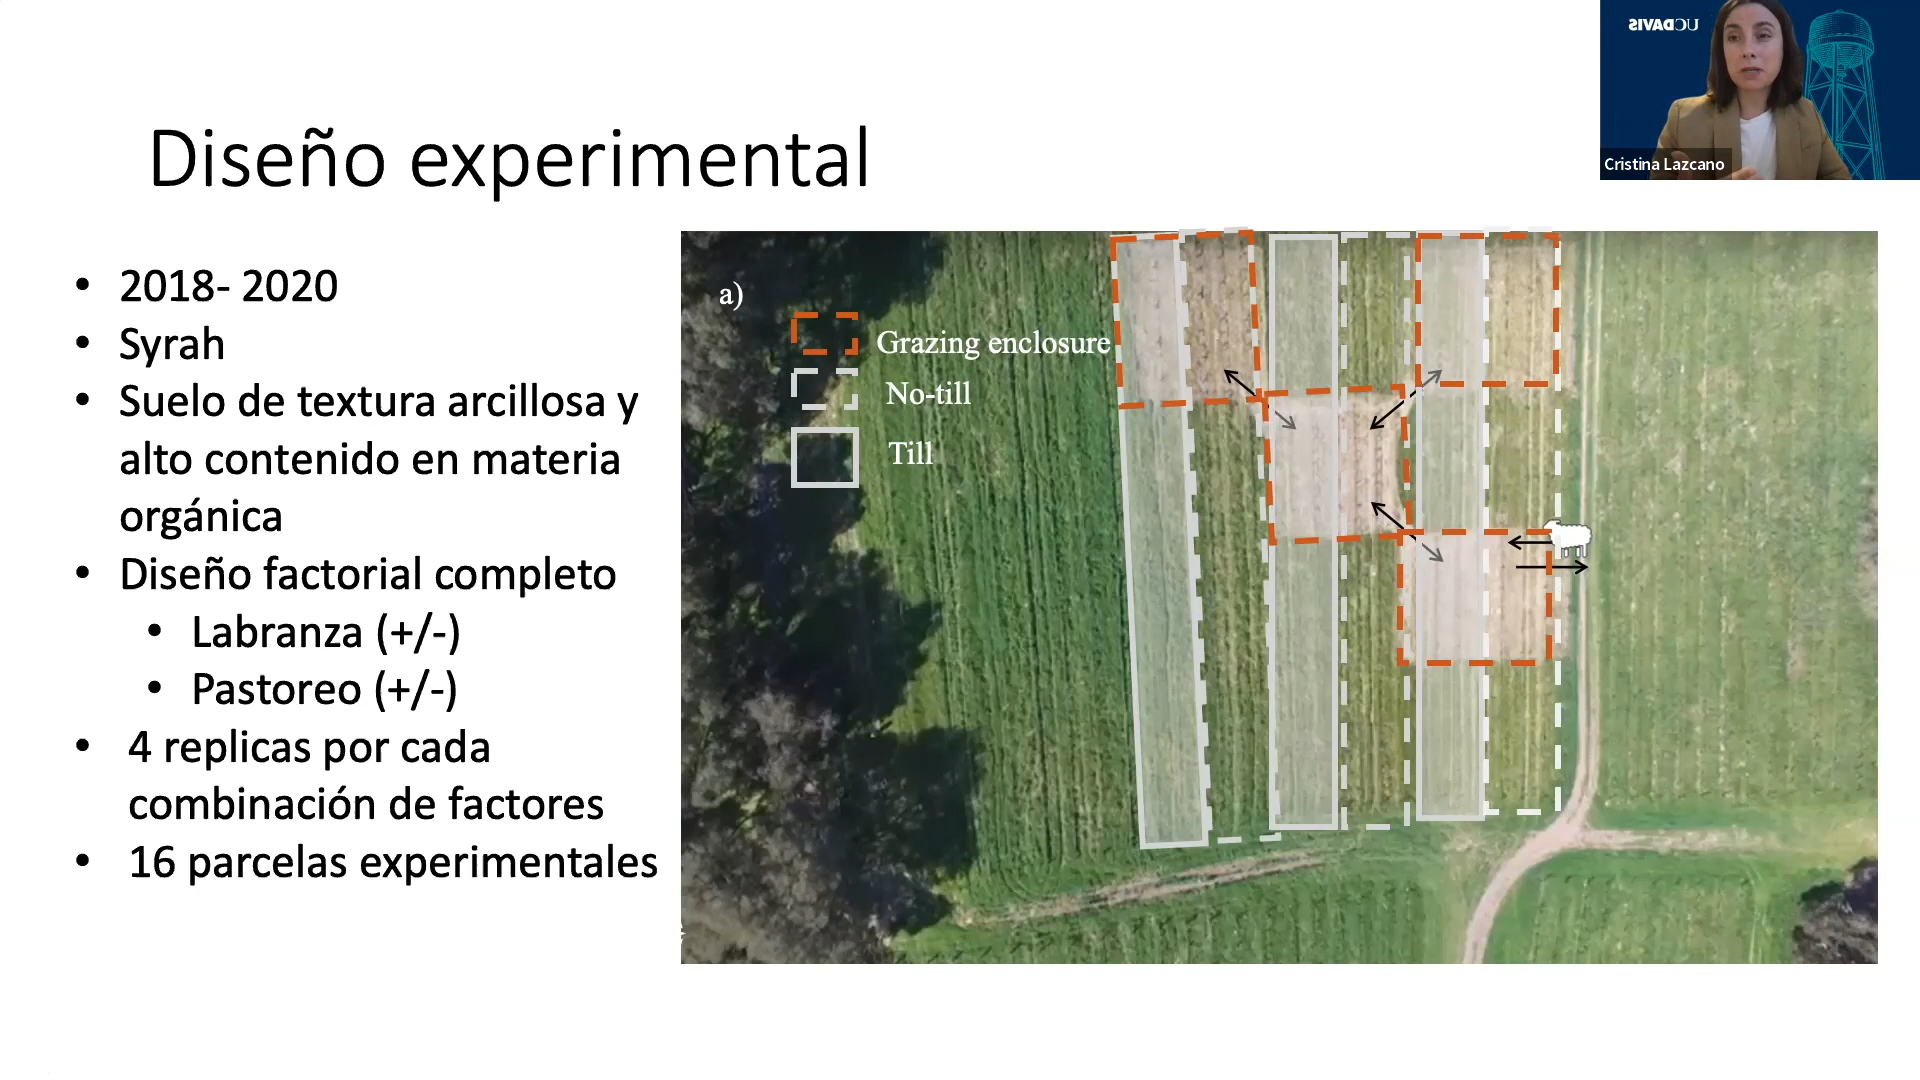 UCDAVIS
Cristina Lazcano
Diseño experimental
• 2018- 2020
• Syrah
• Suelo de textura arcillosa y
alto contenido en materia
orgánica
• Diseño factorial completo
• Labranza (+/-)
• Pastoreo (+/-)
• 4 replicas por cada
combinación de factores
• 16 parcelas experimentales
a)
Grazing enclosure
No-till
Till